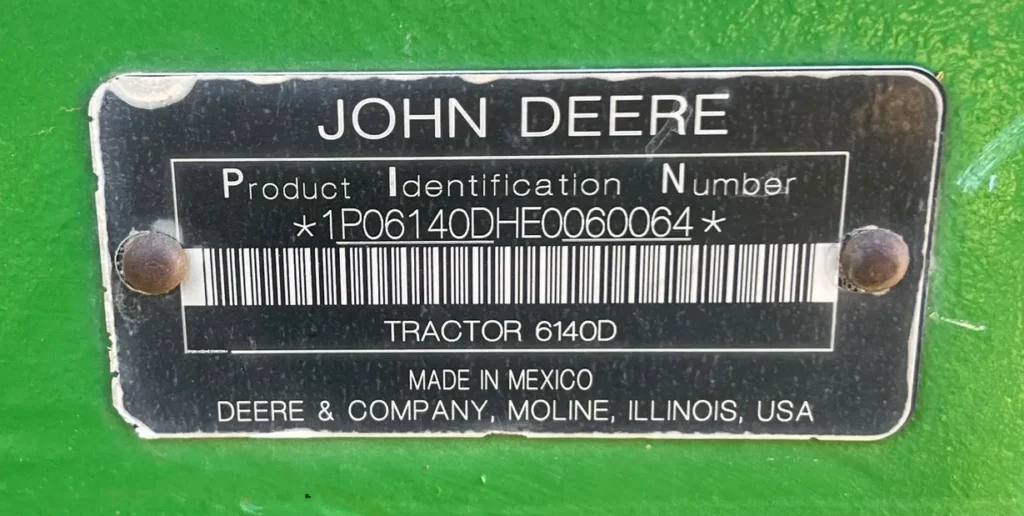 JOHN DEERE
Product Identification Number
*1P06140DHE0060064*
TRACTOR 6140D
MADE IN MEXICO
DEERE & COMPANY, MOLINE, ILLINOIS, USA